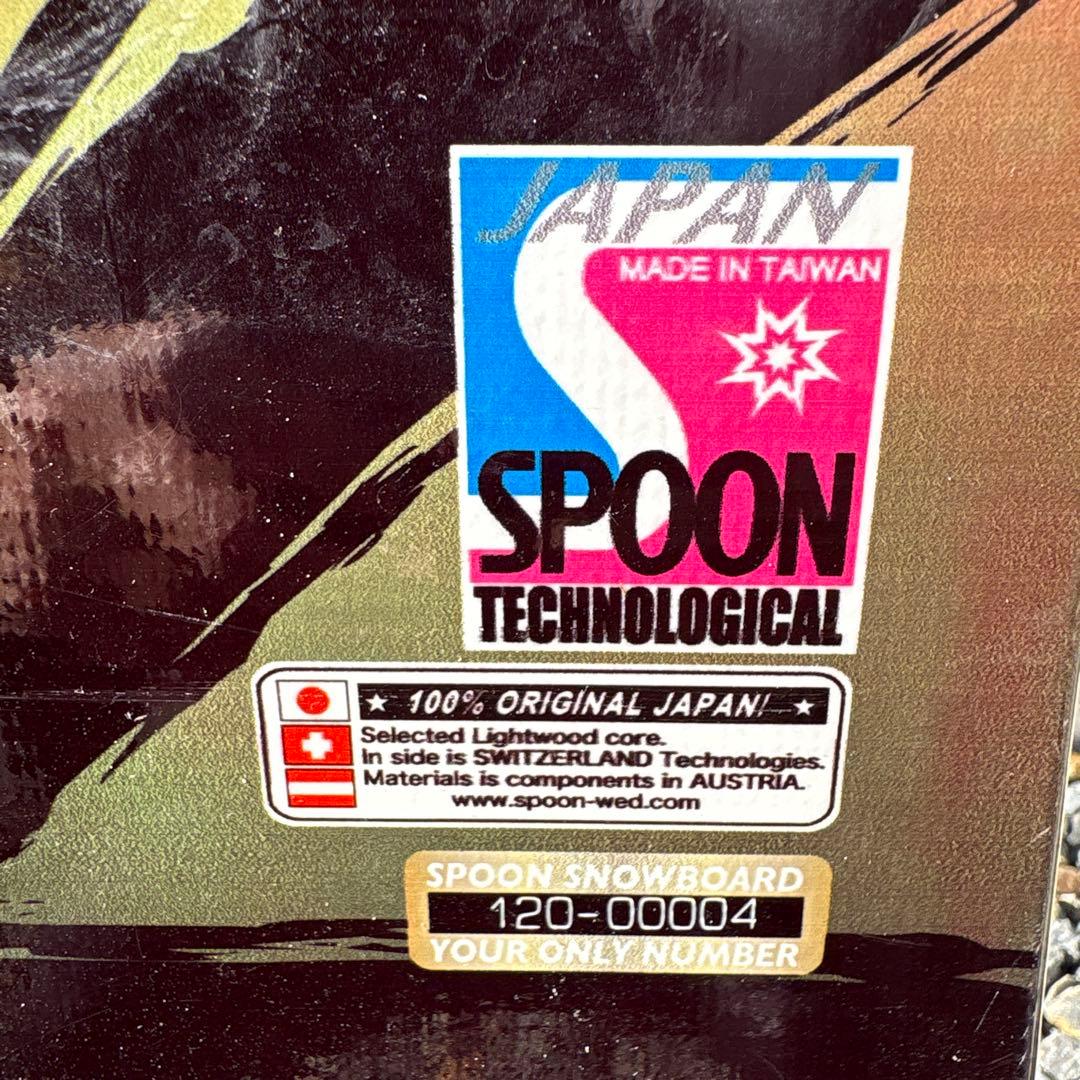 JAPAN
MADE IN TAIWAN
SPOON
TECHNOLOGICAL
★ 100% ORIGINAL JAPAN! ★
Selected Lightwood core.
In side is SWITZERLAND Technologies.
Materials is components in AUSTRIA.
www.spoon-wed.com
SPOON SNOWBOARD
120-00004
YOUR ONLY NUMBER